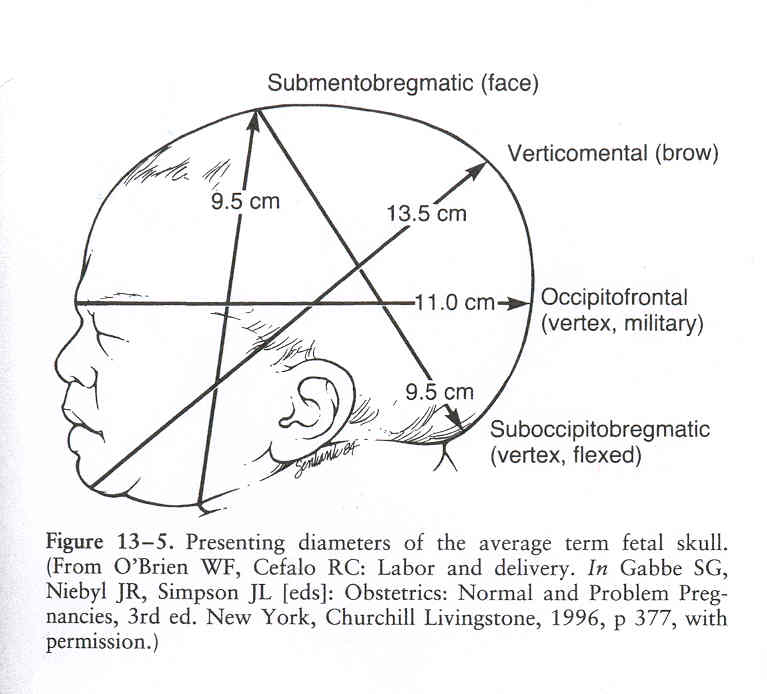 Submentobregmatic (face)
Verticomental (brow)
9.5 cm
13.5 cm
11.0 cm
Occipitofrontal
(vertex, military)
9.5 cm
Suboccipitobregmatic
(vertex, flexed)
Figure 13–5. Presenting diameters of the average term fetal skull.
(From O'Brien WF, Cefalo RC: Labor and delivery. In Gabbe SG,
Niebyl JR, Simpson JL [eds]: Obstetrics: Normal and Problem Preg-
nancies, 3rd ed. New York, Churchill Livingstone, 1996, p 377, with
permission.)